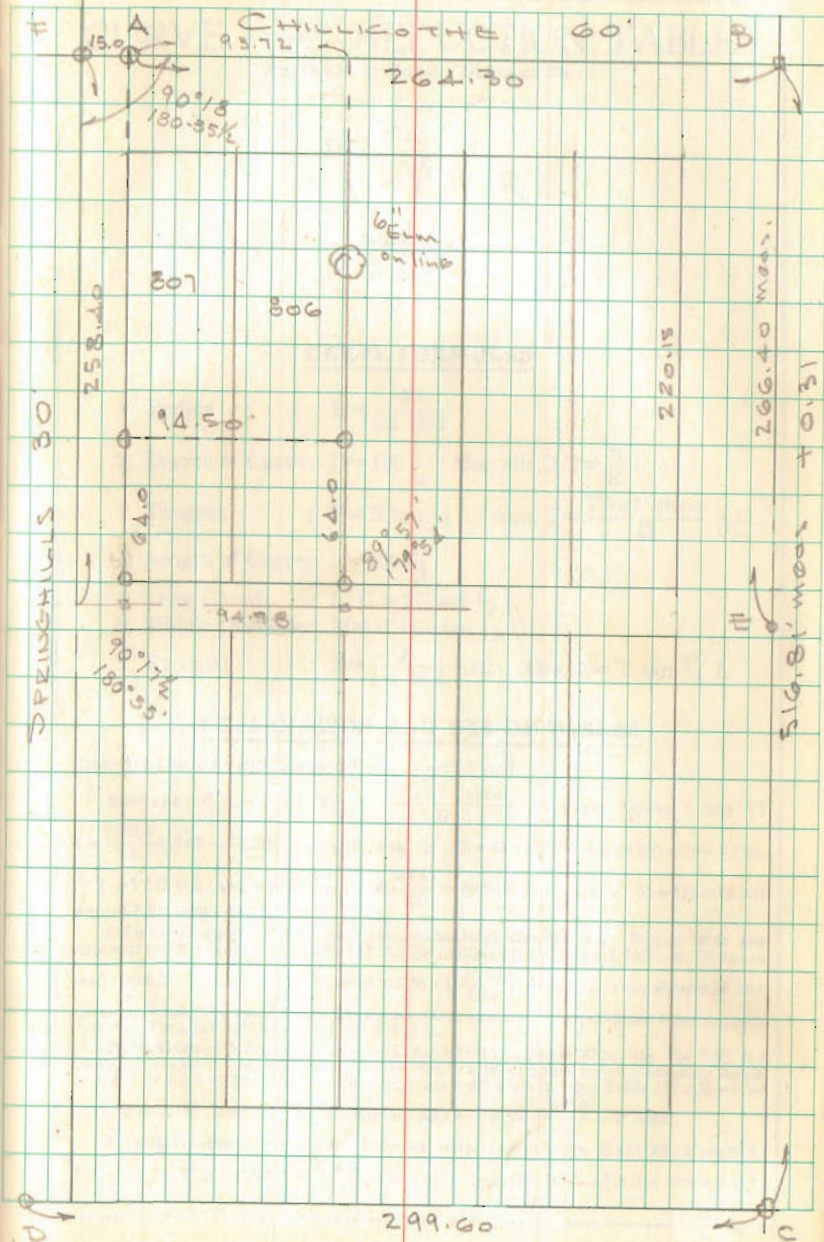 A
CHILLICOTHE 60'
B
15.0
93.72
264.30
90°18
180-35½
6" Elm
on line
807
806
258.40
SPRINGHILLS 30'
220.15
266.40 meas.
516.81' meas +0.31
94.50'
64.0
64.0
89°57'
179°54'
94.98
90°17½
180°35'
D
299.60
C